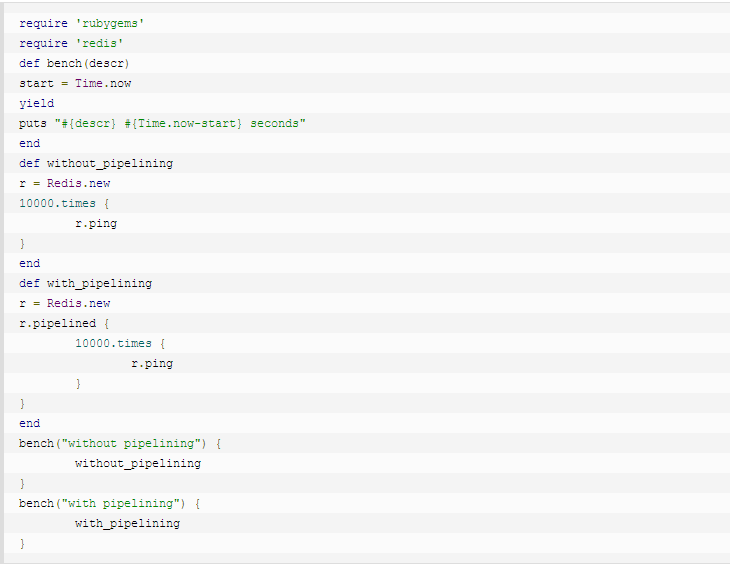 require 'rubygems'
require 'redis'
def bench(descr)
start = Time.now
yield
puts "#{descr} #{Time.now-start} seconds"
end
def without_pipelining
r = Redis.new
10000.times {
        r.ping
}
end
def with_pipelining
r = Redis.new
r.pipelined {
        10000.times {
                r.ping
        }
}
end
bench("without pipelining") {
        without_pipelining
}
bench("with pipelining") {
        with_pipelining
}